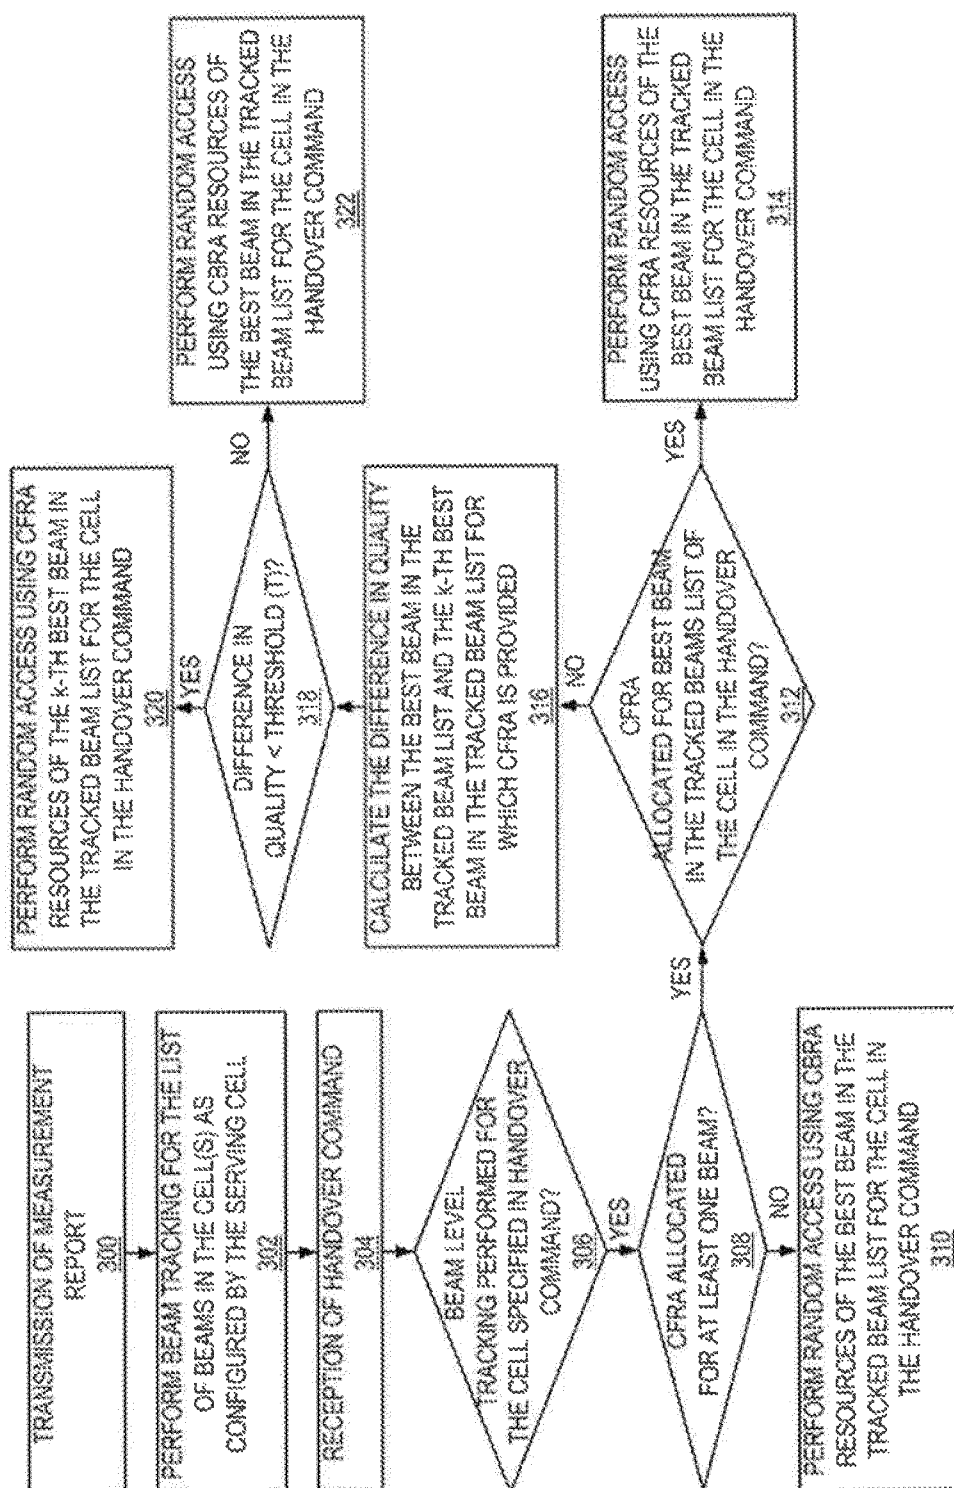 TRANSMISSION OF MEASUREMENT
REPORT
300
PERFORM BEAM TRACKING FOR THE LIST
OF BEAMS IN THE CELL(S) AS
CONFIGURED BY THE SERVING CELL
302
RECEPTION OF HANDOVER COMMAND
304
BEAM LEVEL
TRACKING PERFORMED FOR
THE CELL SPECIFIED IN HANDOVER
COMMAND?
306
YES
CFRA ALLOCATED
FOR AT LEAST ONE BEAM?
308
NO
PERFORM RANDOM ACCESS USING CBRA
RESOURCES OF THE BEST BEAM IN THE
TRACKED BEAM LIST FOR THE CELL IN
THE HANDOVER COMMAND
310
YES
CFRA
ALLOCATED FOR BEST BEAM
IN THE TRACKED BEAMS LIST OF
THE CELL IN THE HANDOVER
COMMAND?
312
YES
PERFORM RANDOM ACCESS
USING CFRA RESOURCES OF THE
BEST BEAM IN THE TRACKED
BEAM LIST FOR THE CELL IN THE
HANDOVER COMMAND
314
NO
CALCULATE THE DIFFERENCE IN QUALITY
BETWEEN THE BEST BEAM IN THE
TRACKED BEAM LIST AND THE K-TH BEST
BEAM IN THE TRACKED BEAM LIST FOR
WHICH CFRA IS PROVIDED
316
DIFFERENCE IN
QUALITY < THRESHOLD (T)?
318
YES
PERFORM RANDOM ACCESS USING CFRA
RESOURCES OF THE K-TH BEST BEAM IN
THE TRACKED BEAM LIST FOR THE CELL
IN THE HANDOVER COMMAND
320
NO
PERFORM RANDOM ACCESS
USING CBRA RESOURCES OF
THE BEST BEAM IN THE TRACKED
BEAM LIST FOR THE CELL IN THE
HANDOVER COMMAND
322